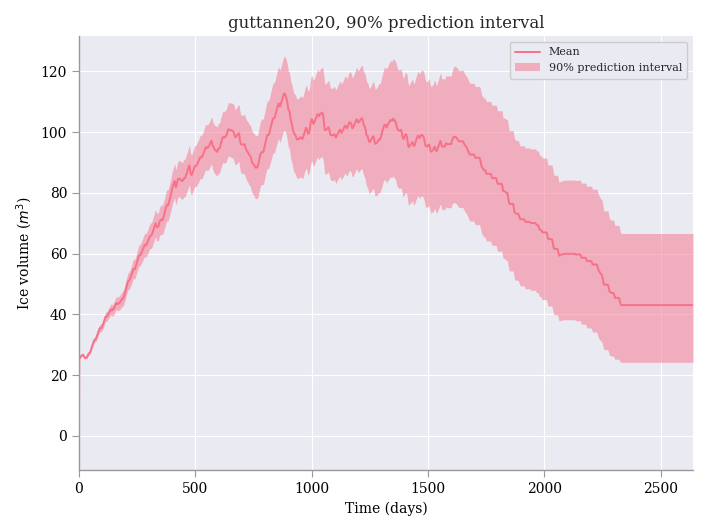 guttannen20, 90% prediction interval
Mean
90% prediction interval
Ice volume (m³)
120
100
80
60
40
20
0
0 500 1000 1500 2000 2500
Time (days)